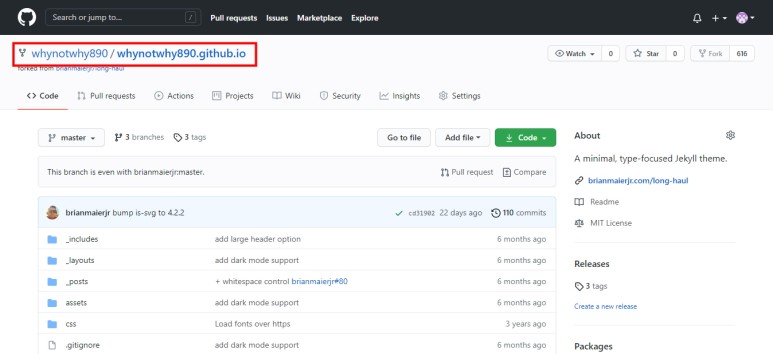 Search or jump to... / Pull requests Issues Marketplace Explore
whynotwhy890 / whynotwhy890.github.io
forked from brianmaierjr/long-haul
Watch 0 Star 0 Fork 616
Code Pull requests Actions Projects Wiki Security Insights Settings
master 3 branches 3 tags Go to file Add file Code
This branch is even with brianmaierjr:master. Pull request Compare
brianmaierjr bump is-svg to 4.2.2 cd31902 22 days ago 110 commits
_includes add large header option 6 months ago
_layouts add dark mode support 6 months ago
_posts + whitespace control brianmaierjr#80 6 months ago
assets add dark mode support 6 months ago
css Load fonts over https 3 years ago
.gitignore add dark mode support 6 months ago
About
A minimal, type-focused Jekyll theme.
brianmaierjr.com/long-haul
Readme
MIT License
Releases
3 tags
Create a new release
Packages